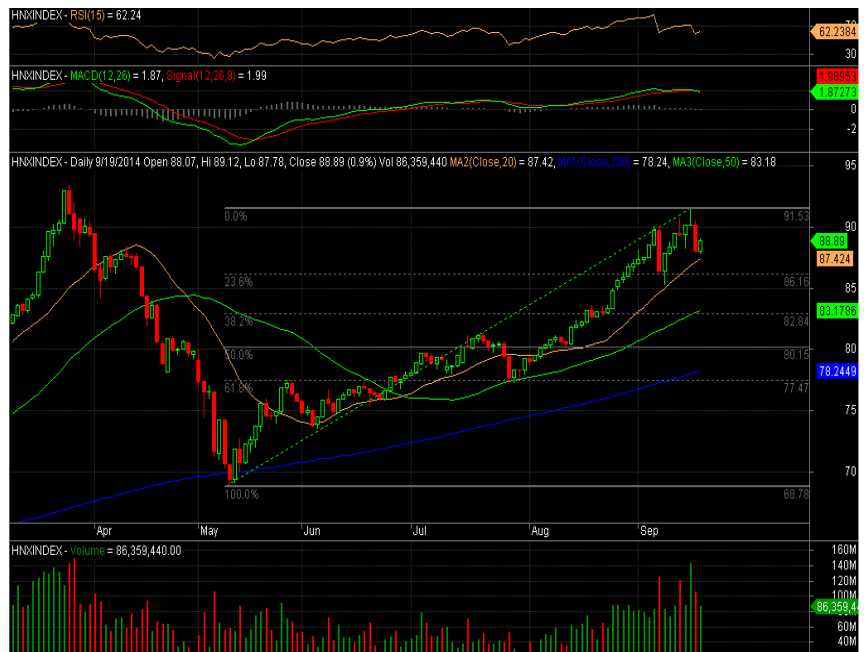 HNXINDEX - RSI(15) = 62.24
70
62.2384
30
HNXINDEX - MACD(12,26) = 1.87, Signal(12,26,9) = 1.99
1.98953
1.87273
0
-2
HNXINDEX - Daily 9/19/2014 Open 88.07, Hi 89.12, Lo 87.78, Close 88.89 (0.9%) Vol 86,359,440 MA2(Close,20) = 87.42, MA1(Close,200) = 78.24, MA3(Close,50) = 83.18
95
0.0%
91.53
90
88.89
87.424
23.6%
86.16
85
83.1786
38.2%
82.84
50.0%
80.15
80
78.2449
61.8%
77.47
75
70
100.0%
68.78
Apr May Jun Jul Aug Sep
HNXINDEX - Volume = 86,359,440.00
160M
140M
120M
100M
86,359,44
60M
40M